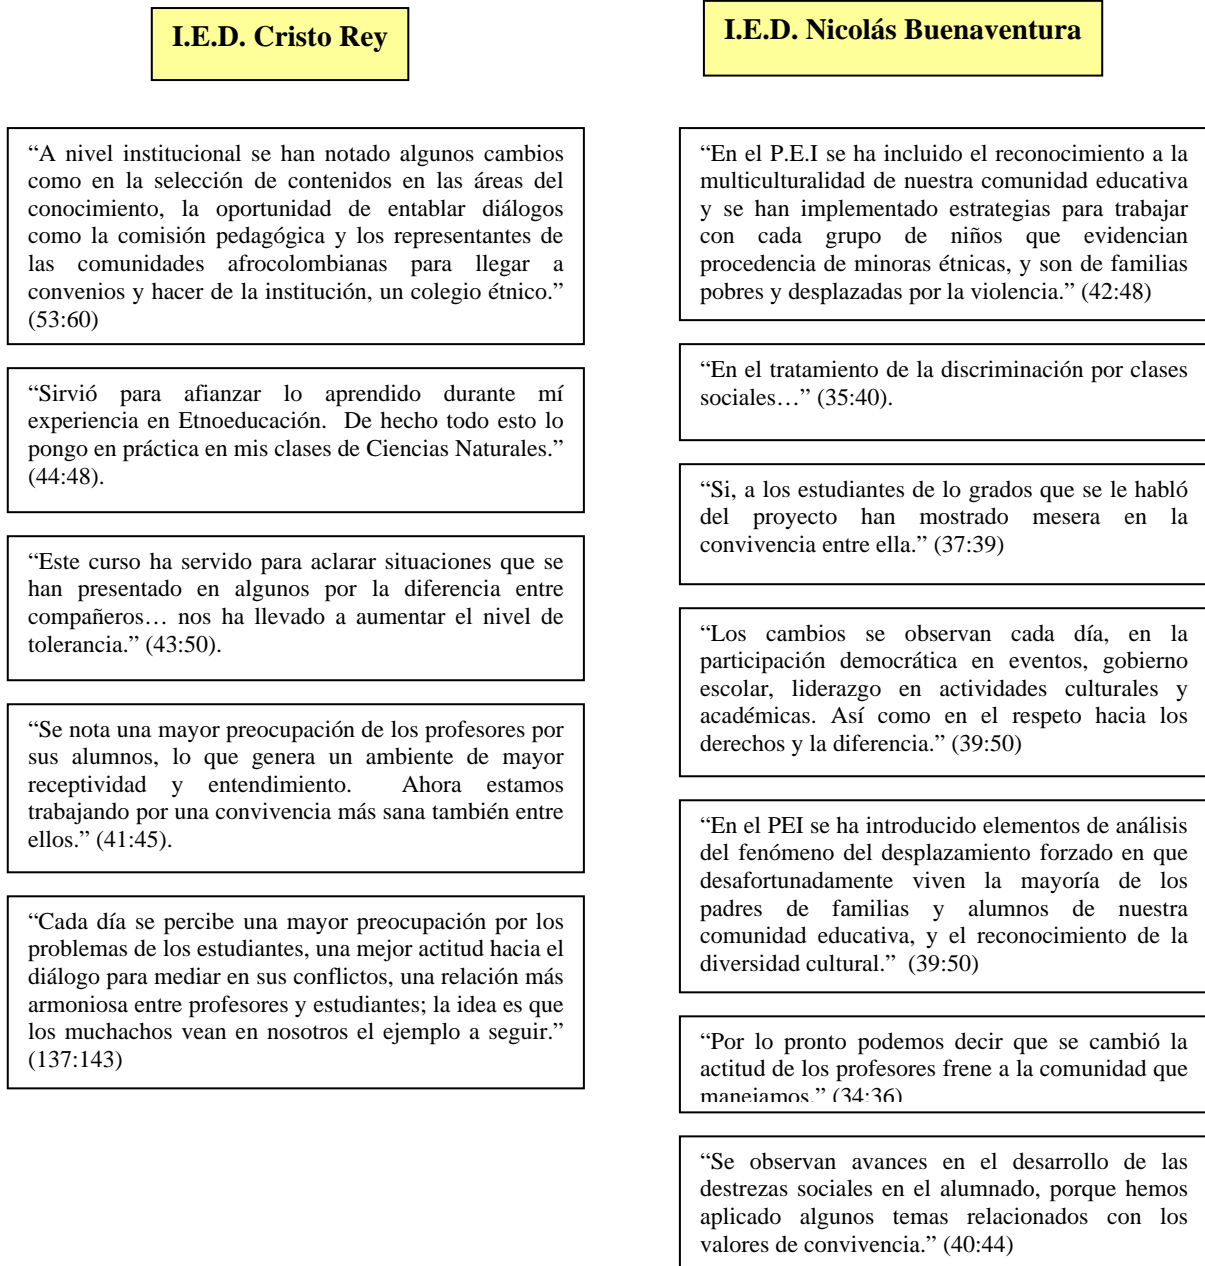 I.E.D. Cristo Rey
“A nivel institucional se han notado algunos cambios
como en la selección de contenidos en las áreas del
conocimiento, la oportunidad de entablar diálogos
como la comisión pedagógica y los representantes de
las comunidades afrocolombianas para llegar a
convenios y hacer de la institución, un colegio étnico.”
(53:60)
“Sirvió para afianzar lo aprendido durante mí
experiencia en Etnoeducación. De hecho todo esto lo
pongo en práctica en mis clases de Ciencias Naturales.”
(44:48).
“Este curso ha servido para aclarar situaciones que se
han presentado en algunos por la diferencia entre
compañeros… nos ha llevado a aumentar el nivel de
tolerancia.” (43:50).
“Se nota una mayor preocupación de los profesores por
sus alumnos, lo que genera un ambiente de mayor
receptividad y entendimiento. Ahora estamos
trabajando por una convivencia más sana también entre
ellos.” (41:45).
“Cada día se percibe una mayor preocupación por los
problemas de los estudiantes, una mejor actitud hacia el
diálogo para mediar en sus conflictos, una relación más
armoniosa entre profesores y estudiantes; la idea es que
los muchachos vean en nosotros el ejemplo a seguir.”
(137:143)
I.E.D. Nicolás Buenaventura
“En el P.E.I se ha incluido el reconocimiento a la
multiculturalidad de nuestra comunidad educativa
y se han implementado estrategias para trabajar
con cada grupo de niños que evidencian
procedencia de minoras étnicas, y son de familias
pobres y desplazadas por la violencia.” (42:48)
“En el tratamiento de la discriminación por clases
sociales…” (35:40).
“Si, a los estudiantes de lo grados que se le habló
del proyecto han mostrado mesera en la
convivencia entre ella.” (37:39)
“Los cambios se observan cada día, en la
participación democrática en eventos, gobierno
escolar, liderazgo en actividades culturales y
académicas. Así como en el respeto hacia los
derechos y la diferencia.” (39:50)
“En el PEI se ha introducido elementos de análisis
del fenómeno del desplazamiento forzado en que
desafortunadamente viven la mayoría de los
padres de familias y alumnos de nuestra
comunidad educativa, y el reconocimiento de la
diversidad cultural.” (39:50)
“Por lo pronto podemos decir que se cambió la
actitud de los profesores frene a la comunidad que
manejamos.” (34:36)
“Se observan avances en el desarrollo de las
destrezas sociales en el alumnado, porque hemos
aplicado algunos temas relacionados con los
valores de convivencia.” (40:44)